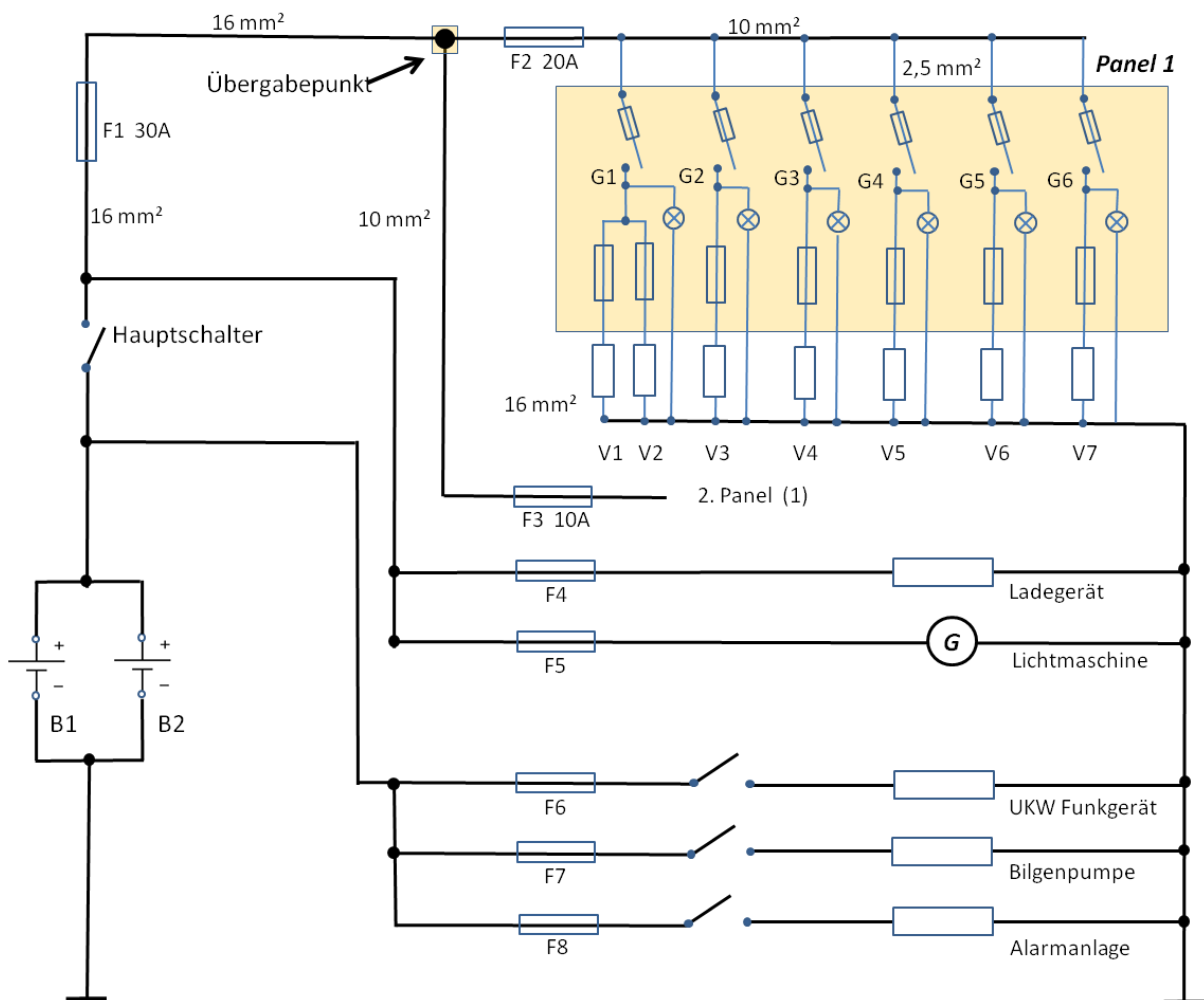 16 mm²
10 mm²
F2 20A
Übergabepunkt
2,5 mm²
Panel 1
F1 30A
G1
G2
G3
G4
G5
G6
16 mm²
10 mm²
Hauptschalter
16 mm²
V1
V2
V3
V4
V5
V6
V7
2. Panel (1)
F3 10A
F4
Ladegerät
G
F5
Lichtmaschine
+
+
–
–
B1
B2
F6
UKW Funkgerät
F7
Bilgenpumpe
F8
Alarmanlage